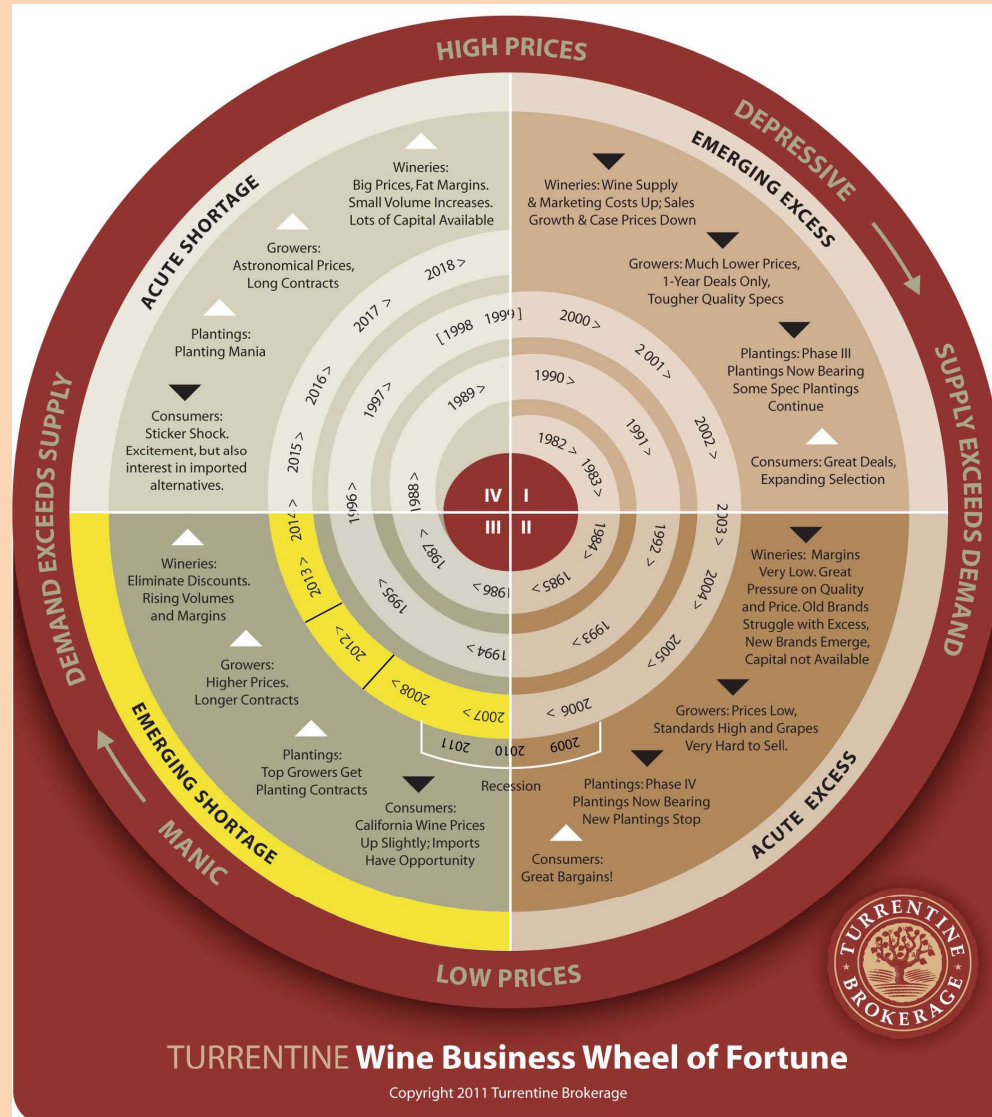 HIGH PRICES
DEPRESSIVE
SUPPLY EXCEEDS DEMAND
LOW PRICES
MANIC
DEMAND EXCEEDS SUPPLY
ACUTE SHORTAGE
Wineries:
Big Prices, Fat Margins.
Small Volume Increases.
Lots of Capital Available
Growers:
Astronomical Prices,
Long Contracts
Plantings:
Planting Mania
Consumers:
Sticker Shock.
Excitement, but also
interest in imported
alternatives.
EMERGING EXCESS
Wineries: Wine Supply
& Marketing Costs Up; Sales
Growth & Case Prices Down
Growers: Much Lower Prices,
1-Year Deals Only,
Tougher Quality Specs
Plantings: Phase III
Plantings Now Bearing
Some Spec Plantings
Continue
Consumers: Great Deals,
Expanding Selection
2014 >
2015 >
2016 >
2017 >
2018 >
1996 >
1997 >
[ 1998 1999 ]
2000 >
2 001 >
2002 >
2003 >
1988 >
1989 >
1990 >
1991 >
1982 >
1983 >
IV I
III II
1984 >
1985 >
1986 >
1987 >
1992 >
1993 >
1994 >
1995 >
2004 >
2005 >
2006 >
2007 >
2008 >
2012 >
2013 >
2009
2010
2011
Recession
EMERGING SHORTAGE
Wineries:
Eliminate Discounts.
Rising Volumes
and Margins
Growers:
Higher Prices.
Longer Contracts
Plantings:
Top Growers Get
Planting Contracts
Consumers:
California Wine Prices
Up Slightly; Imports
Have Opportunity
ACUTE EXCESS
Wineries: Margins
Very Low. Great
Pressure on Quality
and Price. Old Brands
Struggle with Excess,
New Brands Emerge,
Capital not Available
Growers: Prices Low,
Standards High and Grapes
Very Hard to Sell.
Plantings: Phase IV
Plantings Now Bearing
New Plantings Stop
Consumers:
Great Bargains!
TURRENTINE
BROKERAGE
TURRENTINE Wine Business Wheel of Fortune
Copyright 2011 Turrentine Brokerage